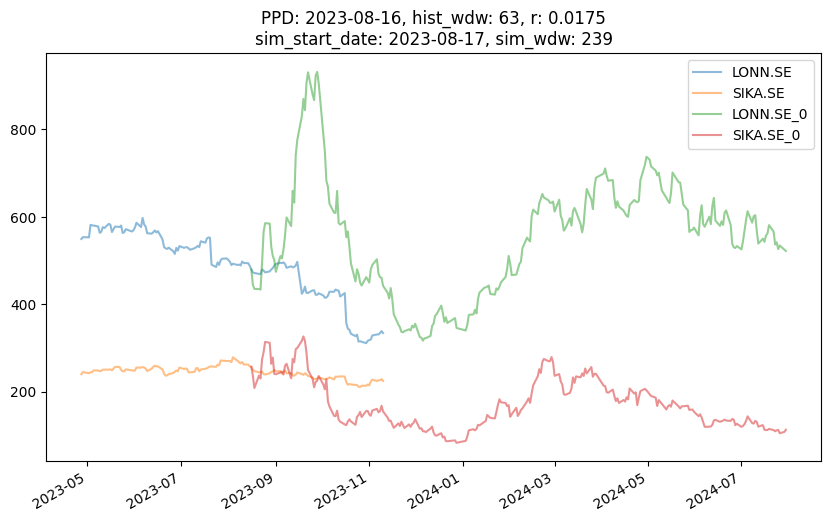 PPD: 2023-08-16, hist_wdw: 63, r: 0.0175
sim_start_date: 2023-08-17, sim_wdw: 239
LONN.SE
SIKA.SE
LONN.SE_0
SIKA.SE_0
800
600
400
200
2023-05
2023-07
2023-09
2023-11
2024-01
2024-03
2024-05
2024-07